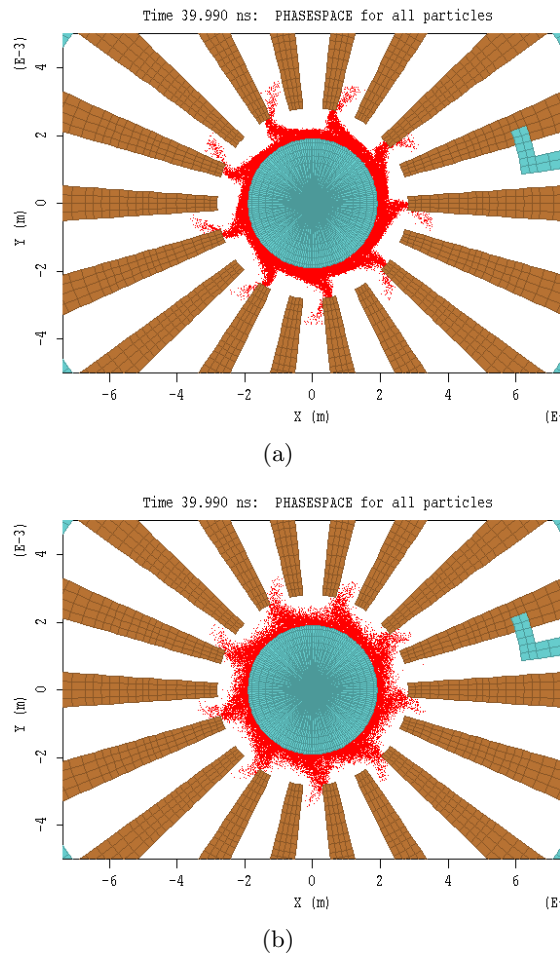 Time 39.990 ns: PHASESPACE for all particles
(E-3)
4
2
0
-2
-4
Y (m)
-6 -4 -2 0 2 4 6
X (m) (E-
(a)
Time 39.990 ns: PHASESPACE for all particles
(E-3)
4
2
0
-2
-4
Y (m)
-6 -4 -2 0 2 4 6
X (m) (E-
(b)